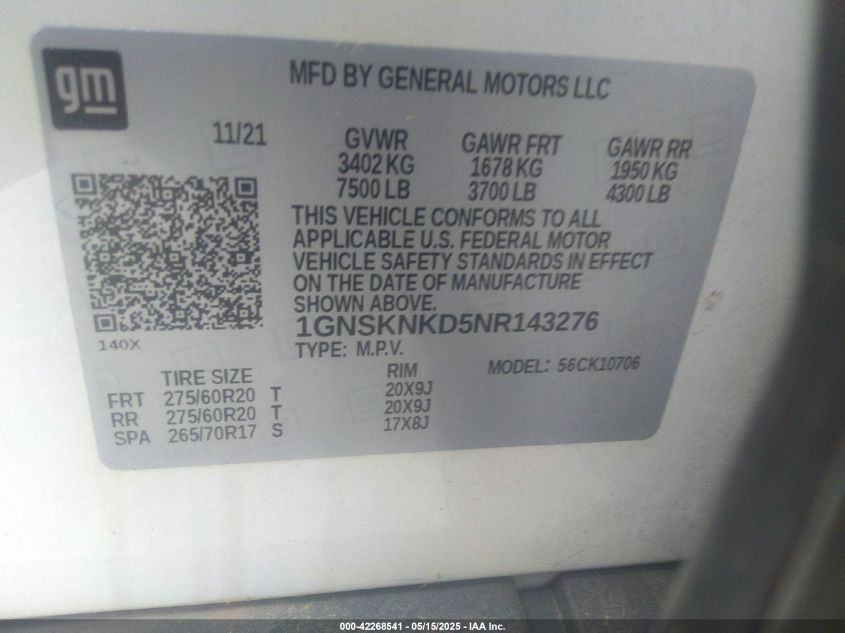 gm
MFD BY GENERAL MOTORS LLC
11/21
GVWR GAWR FRT GAWR RR
3402 KG 1678 KG 1950 KG
7500 LB 3700 LB 4300 LB
THIS VEHICLE CONFORMS TO ALL
APPLICABLE U.S. FEDERAL MOTOR
VEHICLE SAFETY STANDARDS IN EFFECT
ON THE DATE OF MANUFACTURE
SHOWN ABOVE.
1GNSKNKD5NR143276
140X
TYPE: M.P.V. MODEL: 56CK10706
TIRE SIZE RIM
FRT 275/60R20 T 20X9J
RR 275/60R20 T 20X9J
SPA 265/70R17 S 17X8J
000-42268541 - 05/15/2025 - IAA Inc.